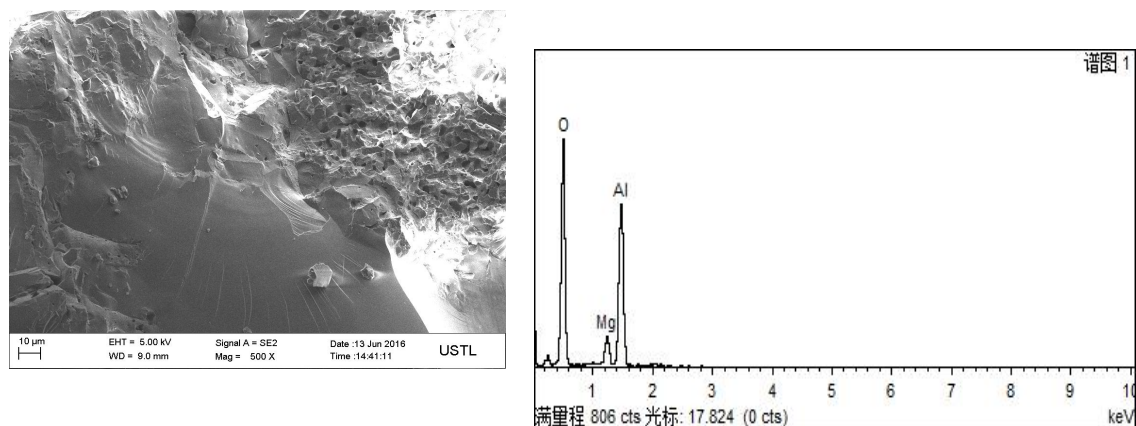 10 µm
EHT = 5.00 kV
Signal A = SE2
Date :13 Jun 2016
WD = 9.0 mm
Mag = 500 X
Time :14:41:11
USTL
谱图 1
O
Al
Mg
1 2 3 4 5 6 7 8 9 10
满量程 806 cts 光标: 17.824 (0 cts)
keV